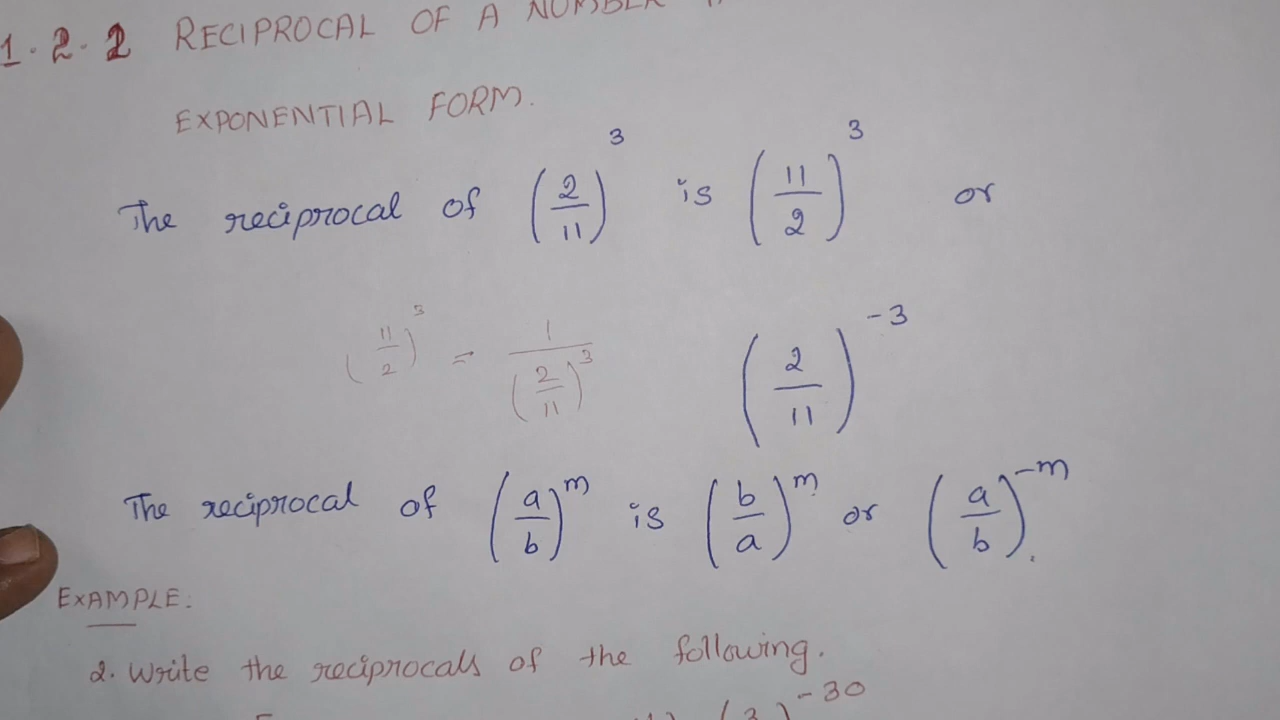 1.2.2 RECIPROCAL OF A NUMBER
EXPONENTIAL FORM.
The reciprocal of (2/11)^3 is (11/2)^3 or
(11/2)^3 = 1/(2/11)^3 (2/11)^-3
The reciprocal of (a/b)^m is (b/a)^m or (a/b)^-m.
EXAMPLE:
2. Write the reciprocals of the following.